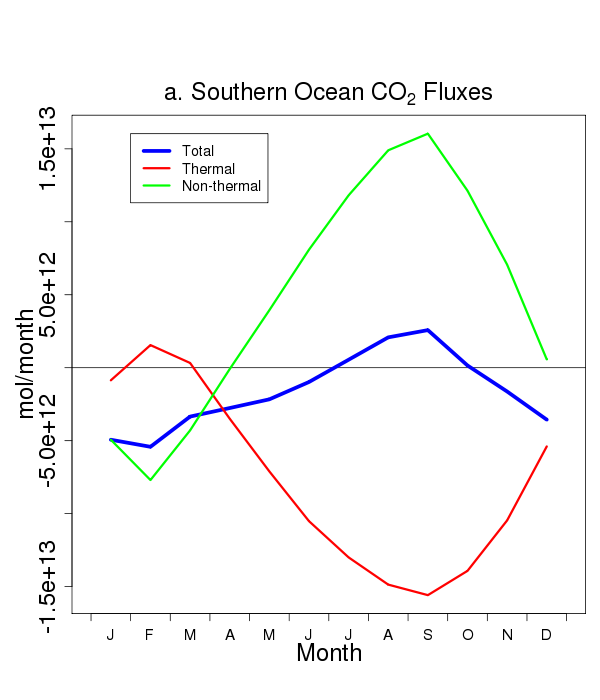 a. Southern Ocean CO₂ Fluxes
Total
Thermal
Non-thermal
1.5e+13
5.0e+12
-5.0e+12
-1.5e+13
mol/month
J F M A M J J A S O N D
Month